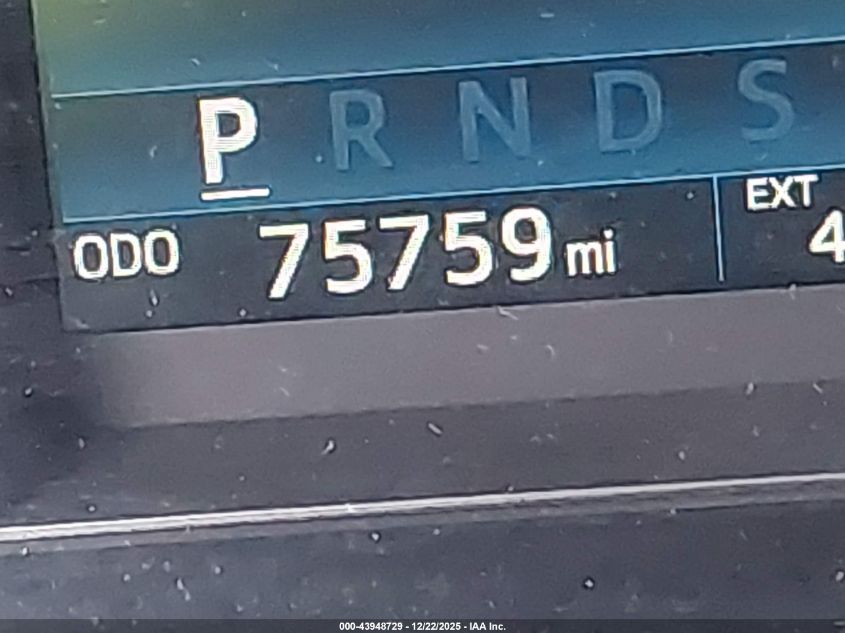 P R N D S
ODO 75759 mi
EXT
4
000-43948729 - 12/22/2025 - IAA Inc.